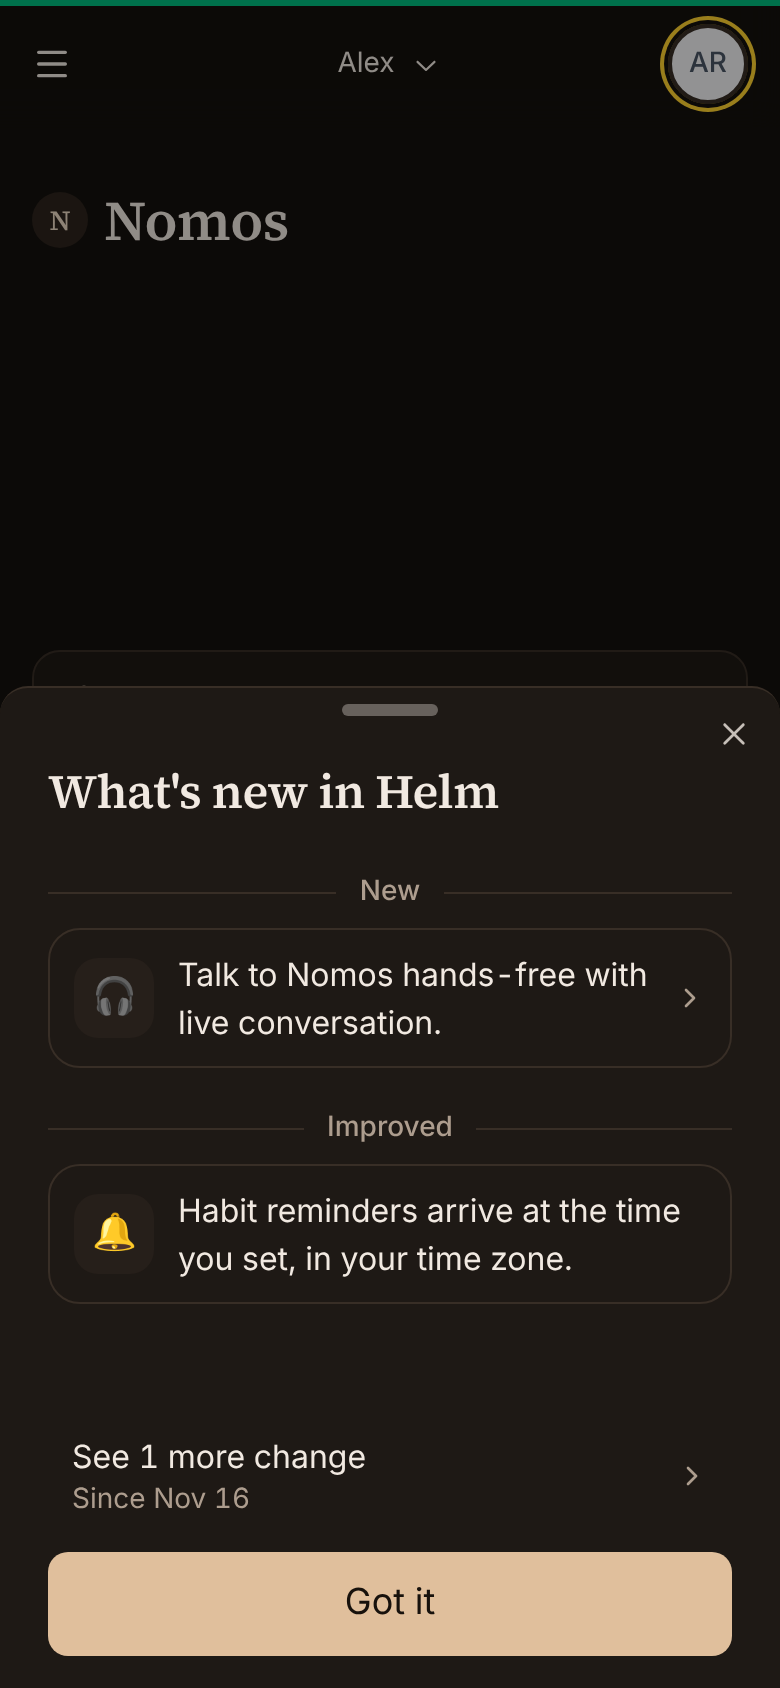 Alex
AR
N
Nomos
What's new in Helm
New
Talk to Nomos hands-free with
live conversation.
Improved
Habit reminders arrive at the time
you set, in your time zone.
See 1 more change
Since Nov 16
Got it